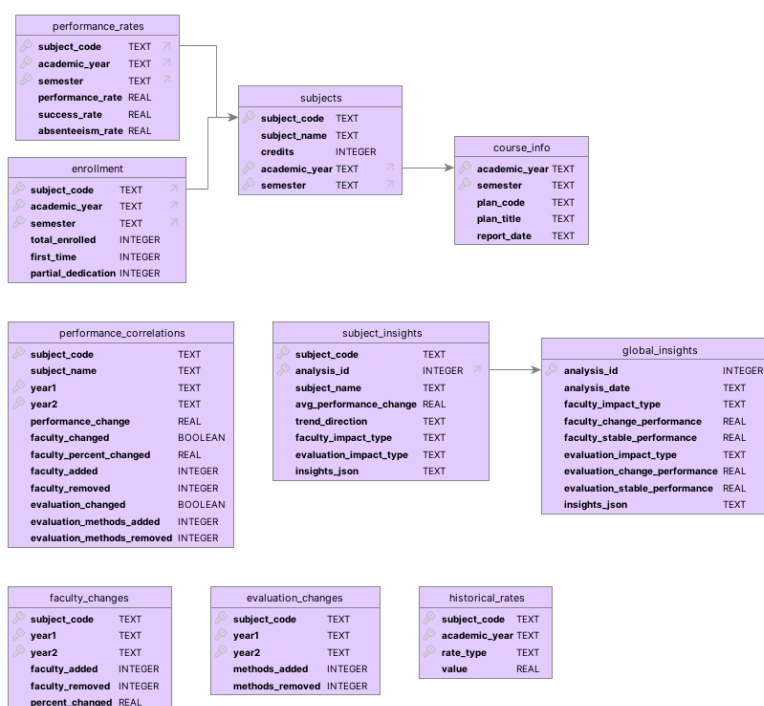 performance_rates
subject_code TEXT
academic_year TEXT
semester TEXT
performance_rate REAL
success_rate REAL
absenteeism_rate REAL
subjects
subject_code TEXT
subject_name TEXT
credits INTEGER
academic_year TEXT
semester TEXT
course_info
academic_year TEXT
semester TEXT
plan_code TEXT
plan_title TEXT
report_date TEXT
enrollment
subject_code TEXT
academic_year TEXT
semester TEXT
total_enrolled INTEGER
first_time INTEGER
partial_dedication INTEGER
performance_correlations
subject_code TEXT
subject_name TEXT
year1 TEXT
year2 TEXT
performance_change REAL
faculty_changed BOOLEAN
faculty_percent_changed REAL
faculty_added INTEGER
faculty_removed INTEGER
evaluation_changed BOOLEAN
evaluation_methods_added INTEGER
evaluation_methods_removed INTEGER
subject_insights
subject_code TEXT
analysis_id INTEGER
subject_name TEXT
avg_performance_change REAL
trend_direction TEXT
faculty_impact_type TEXT
evaluation_impact_type TEXT
insights_json TEXT
global_insights
analysis_id INTEGER
analysis_date TEXT
faculty_impact_type TEXT
faculty_change_performance REAL
faculty_stable_performance REAL
evaluation_impact_type TEXT
evaluation_change_performance REAL
evaluation_stable_performance REAL
insights_json TEXT
faculty_changes
subject_code TEXT
year1 TEXT
year2 TEXT
faculty_added INTEGER
faculty_removed INTEGER
percent_changed REAL
evaluation_changes
subject_code TEXT
year1 TEXT
year2 TEXT
methods_added INTEGER
methods_removed INTEGER
historical_rates
subject_code TEXT
academic_year TEXT
rate_type TEXT
value REAL